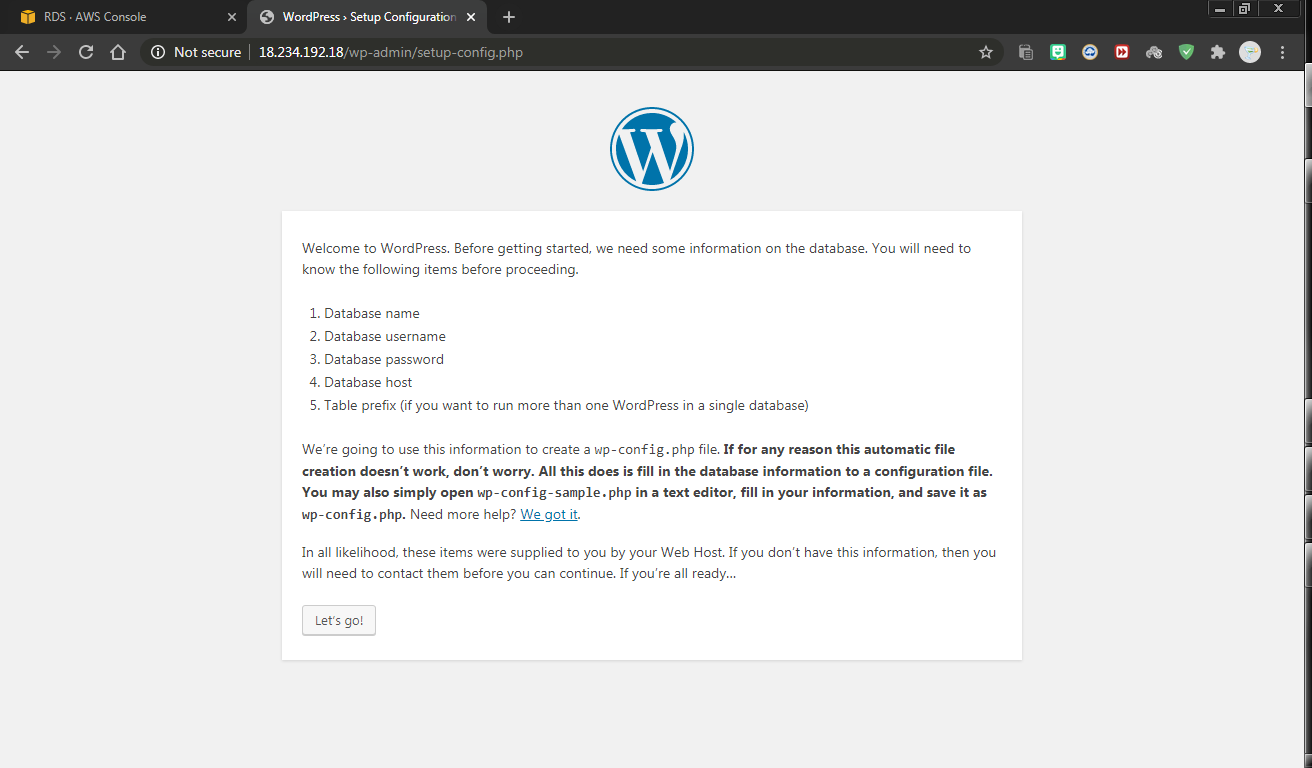 RDS · AWS Console
WordPress › Setup Configuration
Not secure
18.234.192.18/wp-admin/setup-config.php
Welcome to WordPress. Before getting started, we need some information on the database. You will need to
know the following items before proceeding.
1. Database name
2. Database username
3. Database password
4. Database host
5. Table prefix (if you want to run more than one WordPress in a single database)
We’re going to use this information to create a wp-config.php file. If for any reason this automatic file
creation doesn’t work, don’t worry. All this does is fill in the database information to a configuration file.
You may also simply open wp-config-sample.php in a text editor, fill in your information, and save it as
wp-config.php. Need more help? We got it.
In all likelihood, these items were supplied to you by your Web Host. If you don’t have this information, then you
will need to contact them before you can continue. If you’re all ready…
Let’s go!